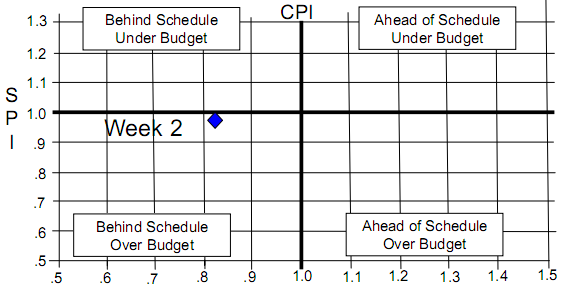 CPI
1.3
Behind Schedule
Under Budget
Ahead of Schedule
Under Budget
1.2
1.1
S
P
I
1.0
Week 2
.9
.8
.7
Behind Schedule
Over Budget
Ahead of Schedule
Over Budget
.6
.5
.5 .6 .7 .8 .9 1.0 1.1 1.2 1.3 1.4 1.5